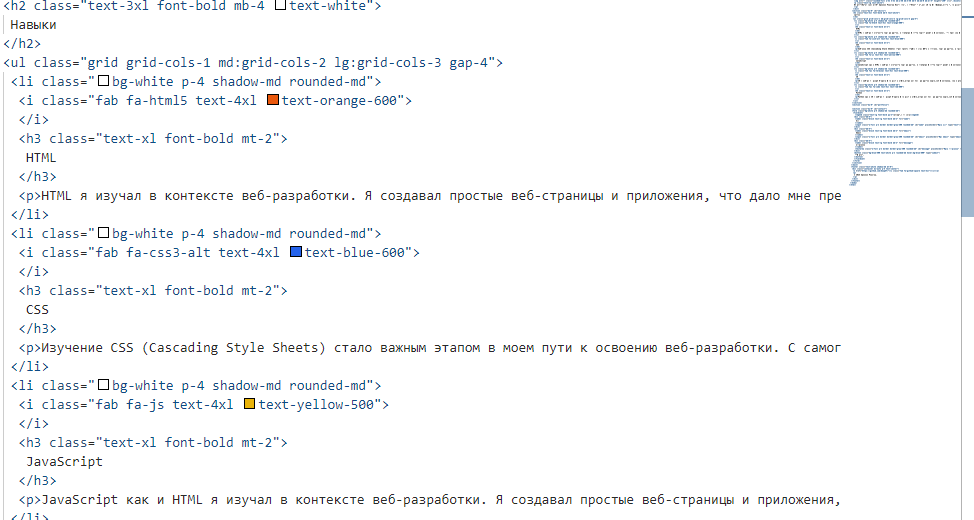 <h2 class="text-3xl font-bold mb-4 text-white">
Навыки
</h2>
<ul class="grid grid-cols-1 md:grid-cols-2 lg:grid-cols-3 gap-4">
<li class="bg-white p-4 shadow-md rounded-md">
<i class="fab fa-html5 text-4xl text-orange-600">
</i>
<h3 class="text-xl font-bold mt-2">
HTML
</h3>
<p>HTML я изучал в контексте веб-разработки. Я создавал простые веб-страницы и приложения, что дало мне пре
</li>
<li class="bg-white p-4 shadow-md rounded-md">
<i class="fab fa-css3-alt text-4xl text-blue-600">
</i>
<h3 class="text-xl font-bold mt-2">
CSS
</h3>
<p>Изучение CSS (Cascading Style Sheets) стало важным этапом в моем пути к освоению веб-разработки. С самог
</li>
<li class="bg-white p-4 shadow-md rounded-md">
<i class="fab fa-js text-4xl text-yellow-500">
</i>
<h3 class="text-xl font-bold mt-2">
JavaScript
</h3>
<p>JavaScript как и HTML я изучал в контексте веб-разработки. Я создавал простые веб-страницы и приложения,
</li>